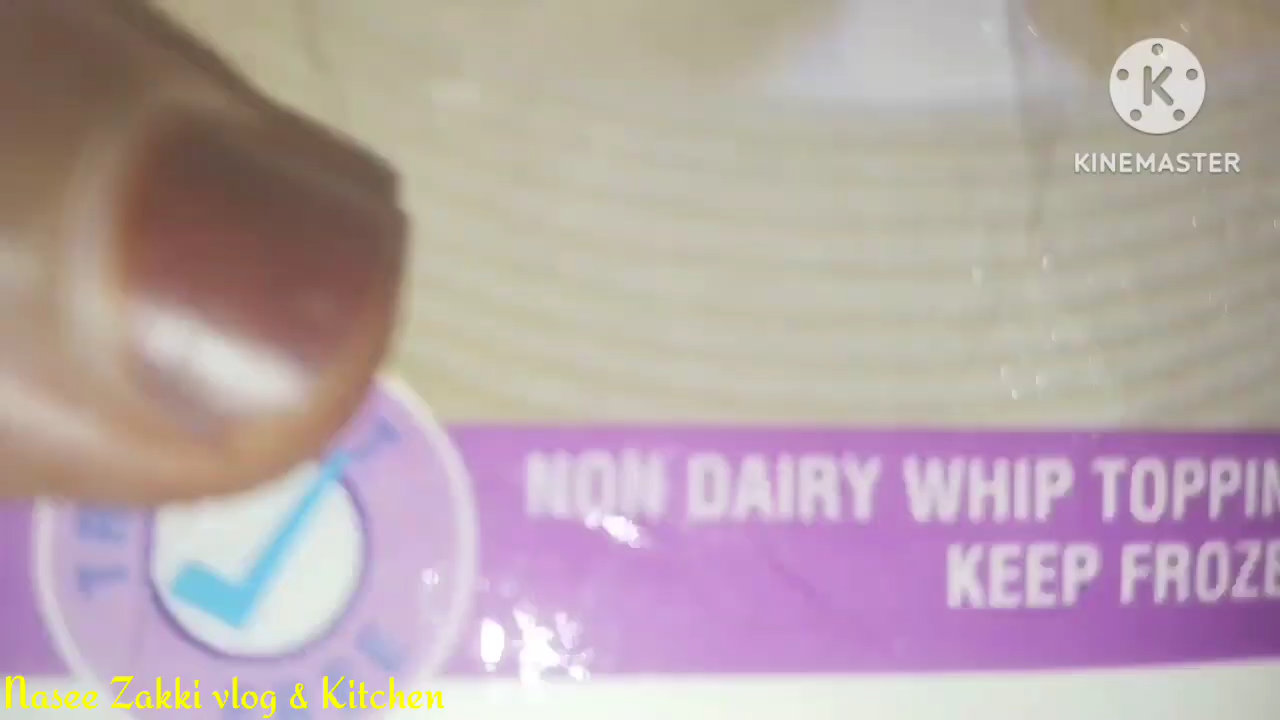 K
KINEMASTER
NON DAIRY WHIP TOPPIN
KEEP FROZE
Nasee Zakki vlog & Kitchen